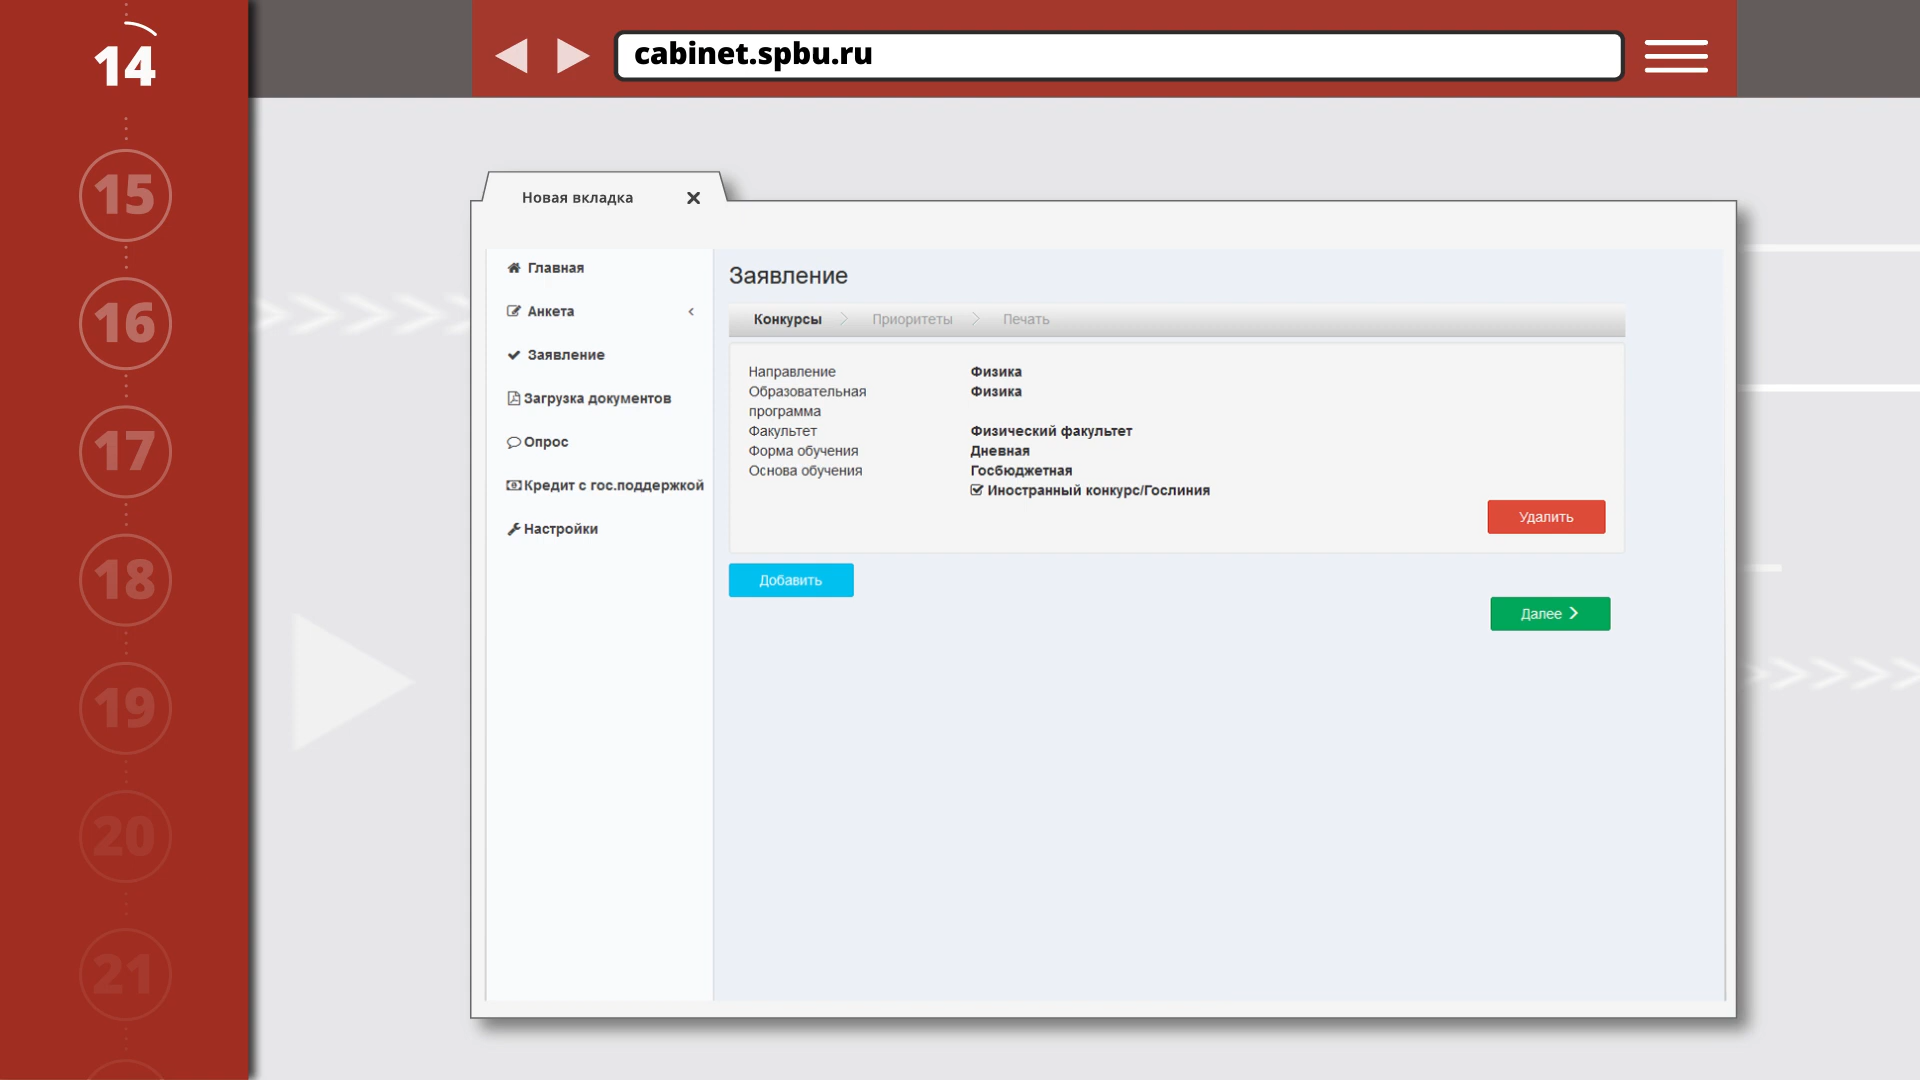 14
15
16
17
18
19
20
21
cabinet.spbu.ru
Новая вкладка
Главная
Анкета
Заявление
Загрузка документов
Опрос
Кредит с гос.поддержкой
Настройки
Заявление
Конкурсы Приоритеты Печать
Направление Физика
Образовательная Физика
программа
Факультет Физический факультет
Форма обучения Дневная
Основа обучения Госбюджетная
Иностранный конкурс/Гослиния
Удалить
Добавить
Далее